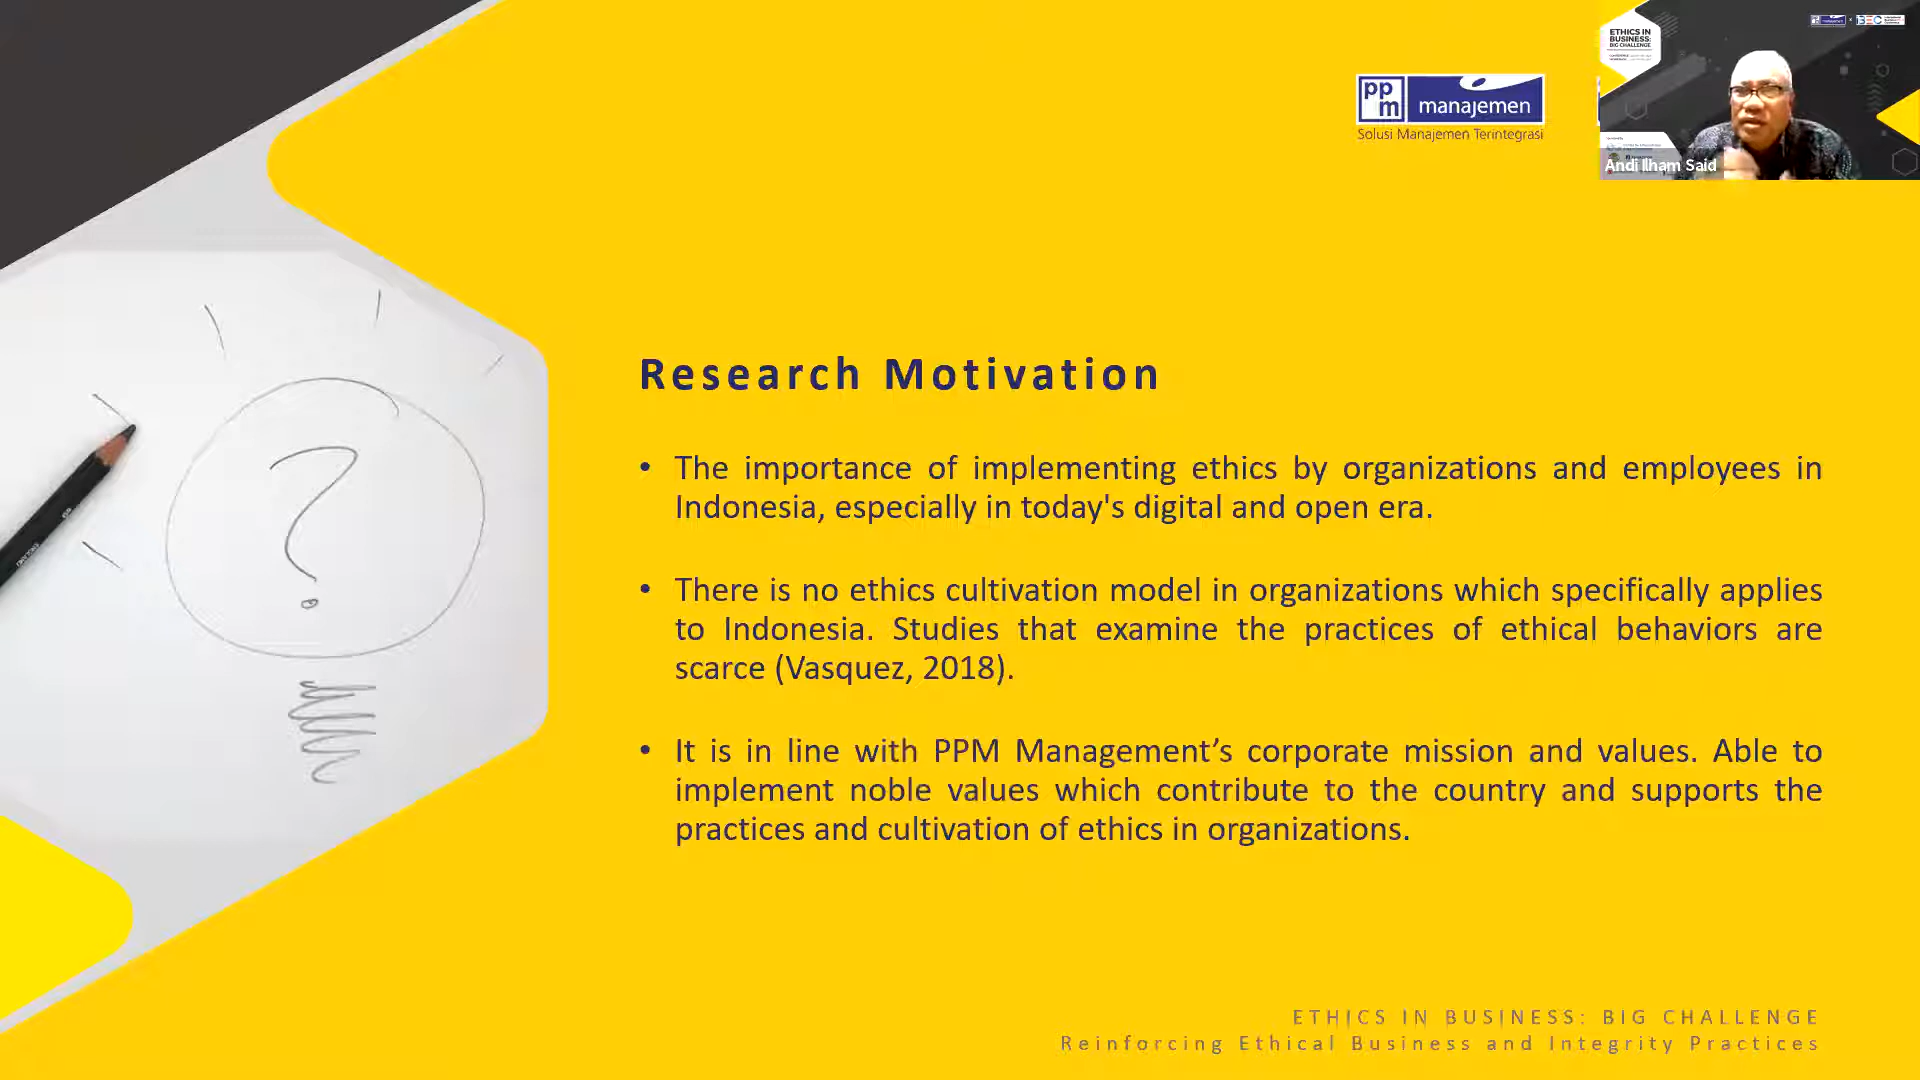 ppm manajemen
Solusi Manajemen Terintegrasi
ETHICS IN
BUSINESS:
BIG CHALLENGE
Andi Ilham Said
Research Motivation
• The importance of implementing ethics by organizations and employees in
Indonesia, especially in today's digital and open era.
• There is no ethics cultivation model in organizations which specifically applies
to Indonesia. Studies that examine the practices of ethical behaviors are
scarce (Vasquez, 2018).
• It is in line with PPM Management’s corporate mission and values. Able to
implement noble values which contribute to the country and supports the
practices and cultivation of ethics in organizations.
ETHICS IN BUSINESS: BIG CHALLENGE
Reinforcing Ethical Business and Integrity Practices